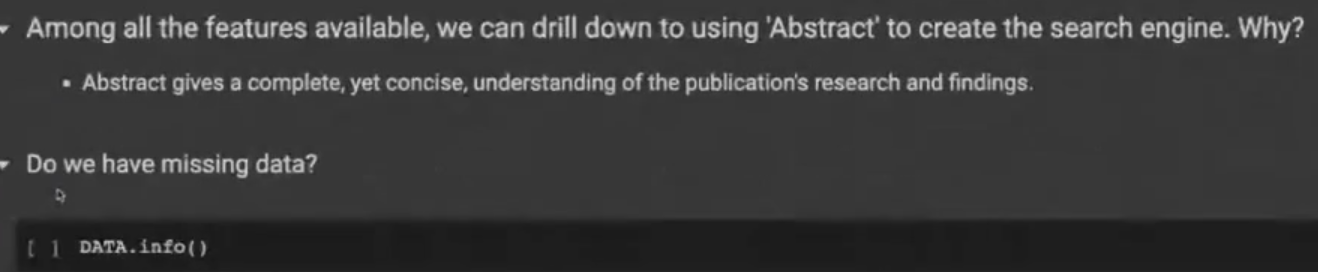 Among all the features available, we can drill down to using 'Abstract' to create the search engine. Why?
Abstract gives a complete, yet concise, understanding of the publication's research and findings.
Do we have missing data?
[ ] DATA.info()